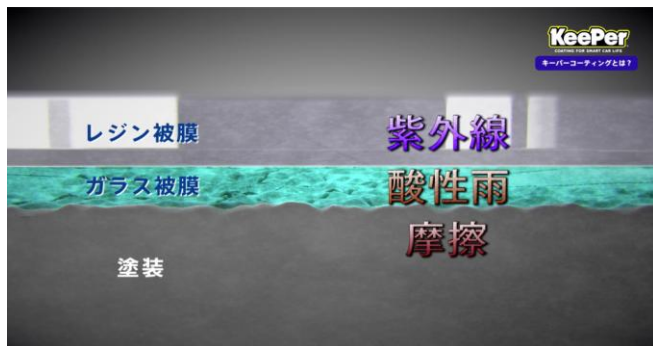 KeePer
COATING FOR SMART CAR LIFE
キーパーコーティングとは?
レジン被膜
紫外線
ガラス被膜
酸性雨
摩擦
塗装